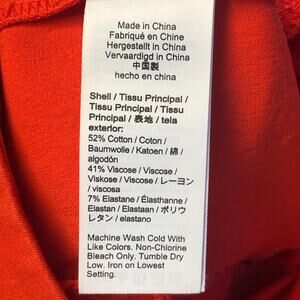 Made in China
Fabriqué en Chine
Hergestellt in China
Vervaardigd in China
中国製
hecho en china
Shell / Tissu Principal /
Tissu Principal / Tissu
Principal / 表地 / tela
exterior:
52% Cotton / Coton /
Baumwolle / Katoen / 綿 /
algodón
41% Viscose / Viscose /
Viskose / Viscose / レーヨン
/ viscosa
7% Elastane / Élasthanne /
Elastan / Elastaan / ポリウ
レタン / elastano
Machine Wash Cold With
Like Colors. Non-Chlorine
Bleach Only. Tumble Dry
Low. Iron on Lowest
Setting.